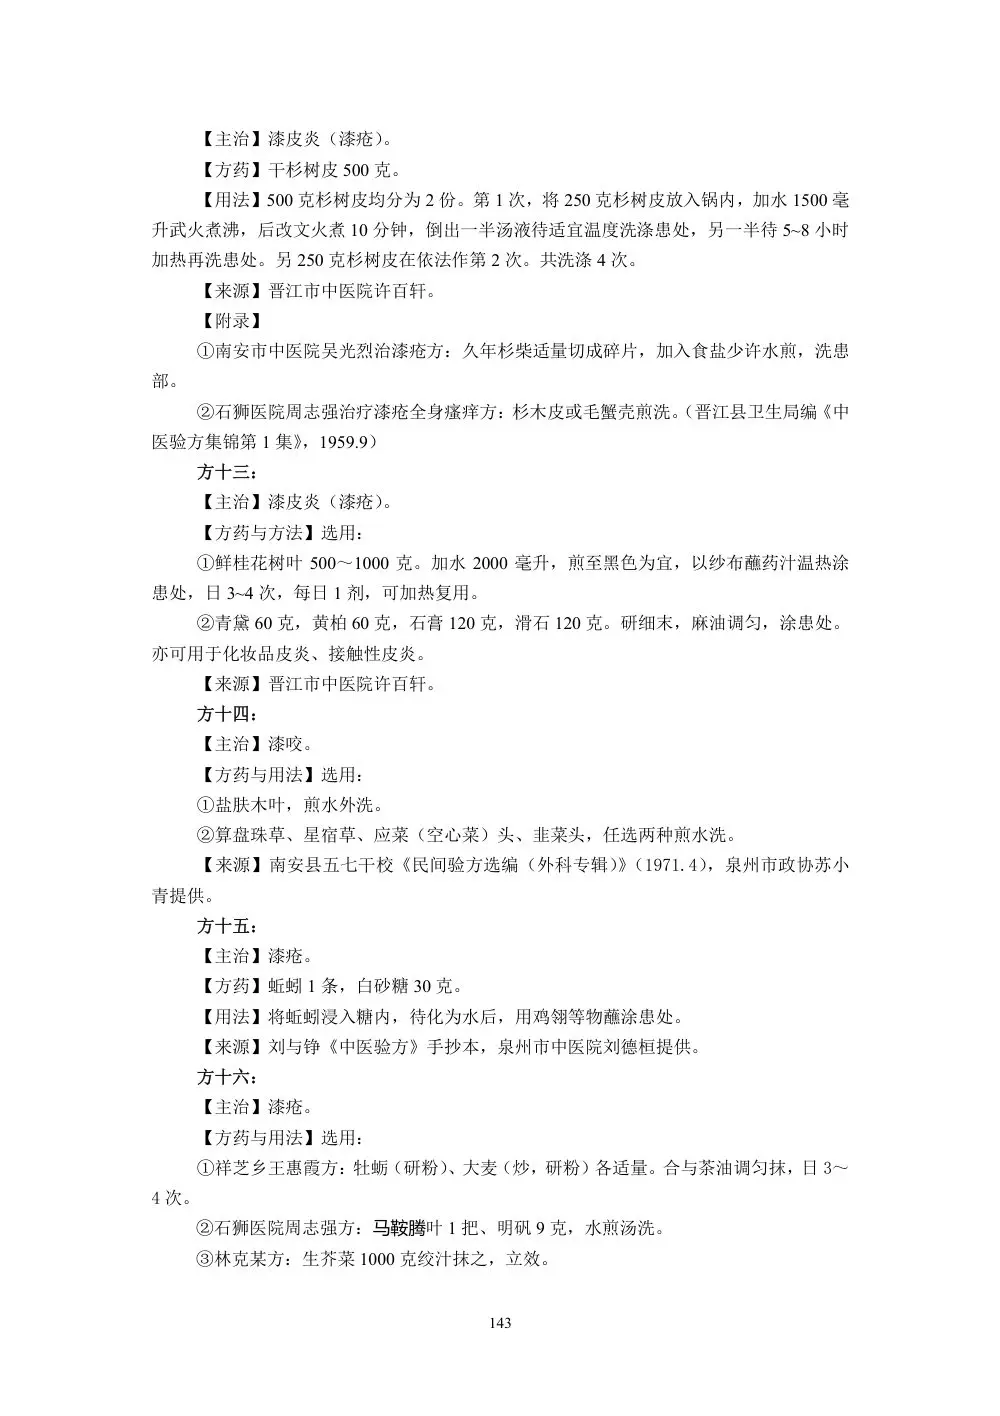 【主治】漆皮炎（漆疮）。
【方药】干杉树皮 500 克。
【用法】500 克杉树皮均分为 2 份。第 1 次，将 250 克杉树皮放入锅内，加水 1500 毫
升武火煮沸，后改文火煮 10 分钟，倒出一半汤液待适宜温度洗涤患处，另一半待 5~8 小时
加热再洗患处。另 250 克杉树皮在依法作第 2 次。共洗涤 4 次。
【来源】晋江市中医院许百轩。
【附录】
①南安市中医院吴光烈治漆疮方：久年杉柴适量切成碎片，加入食盐少许水煎，洗患
部。
②石狮医院周志强治疗漆疮全身瘙痒方：杉木皮或毛蟹壳煎洗。（晋江县卫生局编《中
医验方集锦第 1 集》，1959.9）
方十三：
【主治】漆皮炎（漆疮）。
【方药与方法】选用：
①鲜桂花树叶 500～1000 克。加水 2000 毫升，煎至黑色为宜，以纱布蘸药汁温热涂
患处，日 3~4 次，每日 1 剂，可加热复用。
②青黛 60 克，黄柏 60 克，石膏 120 克，滑石 120 克。研细末，麻油调匀，涂患处。
亦可用于化妆品皮炎、接触性皮炎。
【来源】晋江市中医院许百轩。
方十四：
【主治】漆咬。
【方药与用法】选用：
①盐肤木叶，煎水外洗。
②算盘珠草、星宿草、应菜（空心菜）头、韭菜头，任选两种煎水洗。
【来源】南安县五七干校《民间验方选编（外科专辑）》（1971.4），泉州市政协苏小
青提供。
方十五：
【主治】漆疮。
【方药】蚯蚓 1 条，白砂糖 30 克。
【用法】将蚯蚓浸入糖内，待化为水后，用鸡翎等物蘸涂患处。
【来源】刘与铮《中医验方》手抄本，泉州市中医院刘德桓提供。
方十六：
【主治】漆疮。
【方药与用法】选用：
①祥芝乡王惠霞方：牡蛎（研粉）、大麦（炒，研粉）各适量。合与茶油调匀抹，日 3～
4 次。
②石狮医院周志强方：马鞍腾叶 1 把、明矾 9 克，水煎汤洗。
③林克某方：生芥菜 1000 克绞汁抹之，立效。
143